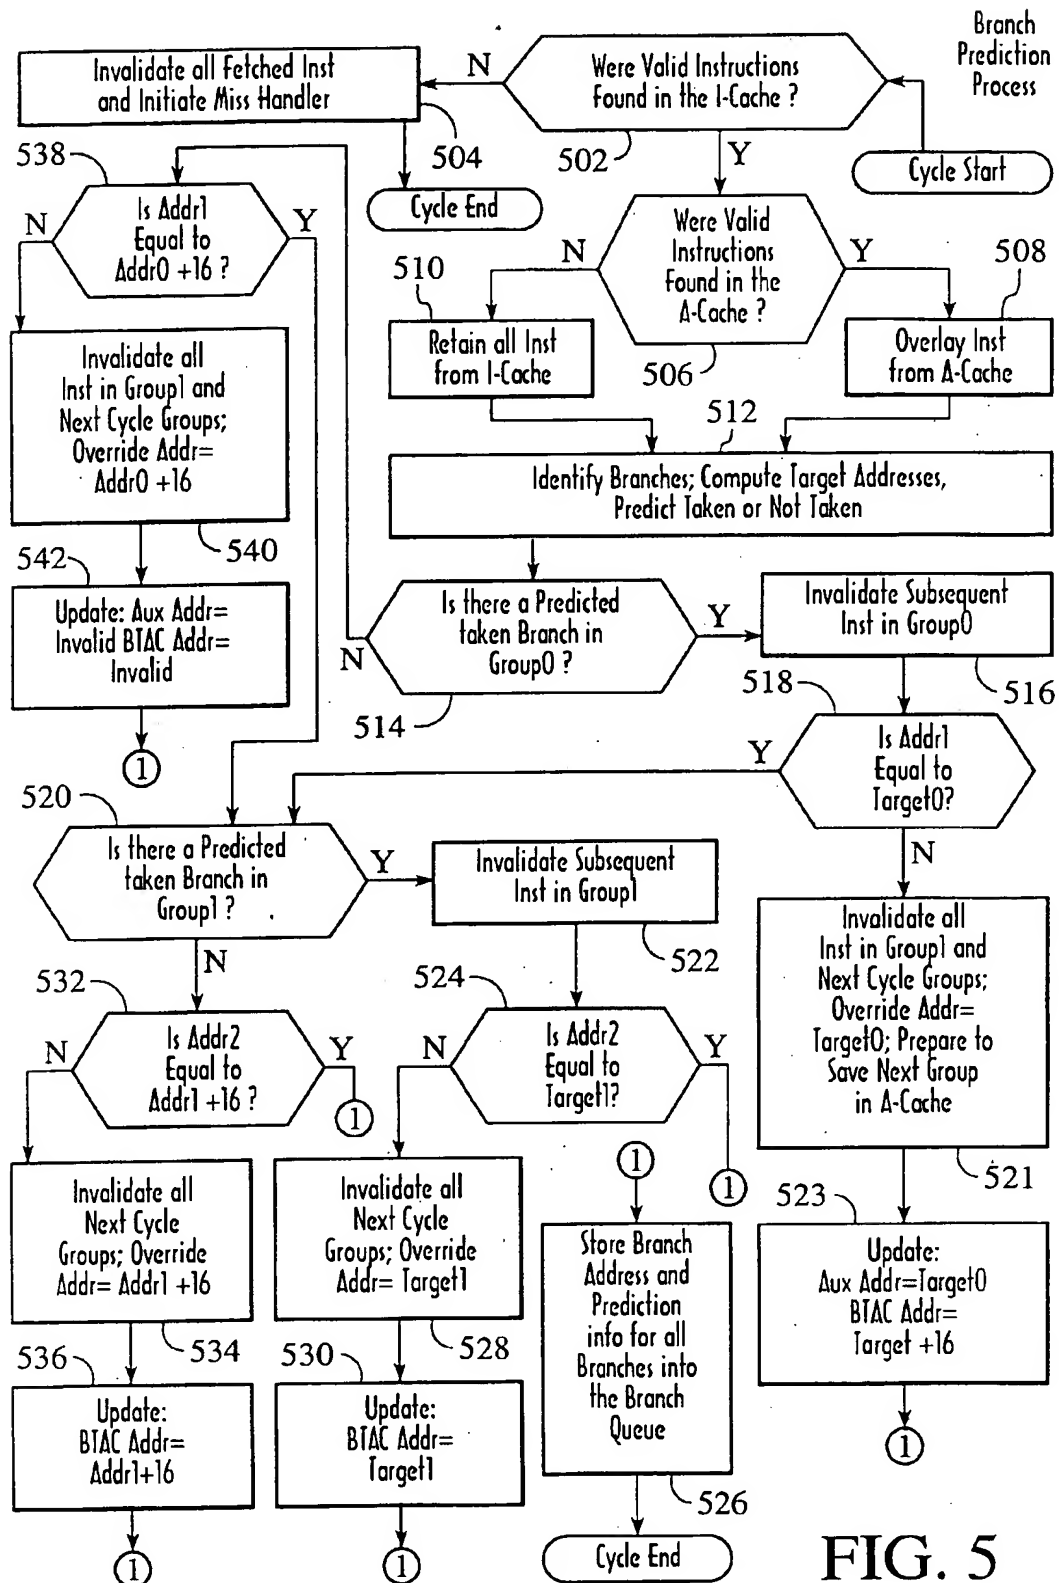 Branch
Prediction
Process
Invalidate all Fetched Inst
and Initiate Miss Handler
N
Were Valid Instructions
Found in the I-Cache ?
504
502
Y
Cycle Start
Cycle End
538
Is Addr1
Equal to
Addr0 +16 ?
N
Y
Were Valid
Instructions
Found in the
A-Cache ?
N
Y
506
510
Retain all Inst
from I-Cache
508
Overlay Inst
from A-Cache
Invalidate all
Inst in Group1 and
Next Cycle Groups;
Override Addr=
Addr0 +16
540
512
Identify Branches; Compute Target Addresses,
Predict Taken or Not Taken
542
Update: Aux Addr=
Invalid BTAC Addr=
Invalid
1
Is there a Predicted
taken Branch in
Group0 ?
N
Y
514
Invalidate Subsequent
Inst in Group0
516
518
Is Addr1
Equal to
Target0?
Y
N
520
Is there a Predicted
taken Branch in
Group1 ?
Y
N
Invalidate Subsequent
Inst in Group1
522
Invalidate all
Inst in Group1 and
Next Cycle Groups;
Override Addr=
Target0; Prepare to
Save Next Group
in A-Cache
521
532
Is Addr2
Equal to
Addr1 +16 ?
N
Y
1
524
Is Addr2
Equal to
Target1?
N
Y
1
Invalidate all
Next Cycle
Groups; Override
Addr= Addr1 +16
534
Invalidate all
Next Cycle
Groups; Override
Addr= Target1
528
1
Store Branch
Address and
Prediction
info for all
Branches into
the Branch
Queue
526
Cycle End
523
Update:
Aux Addr=Target0
BTAC Addr=
Target +16
1
536
Update:
BTAC Addr=
Addr1+16
1
530
Update:
BTAC Addr=
Target1
1
FIG. 5